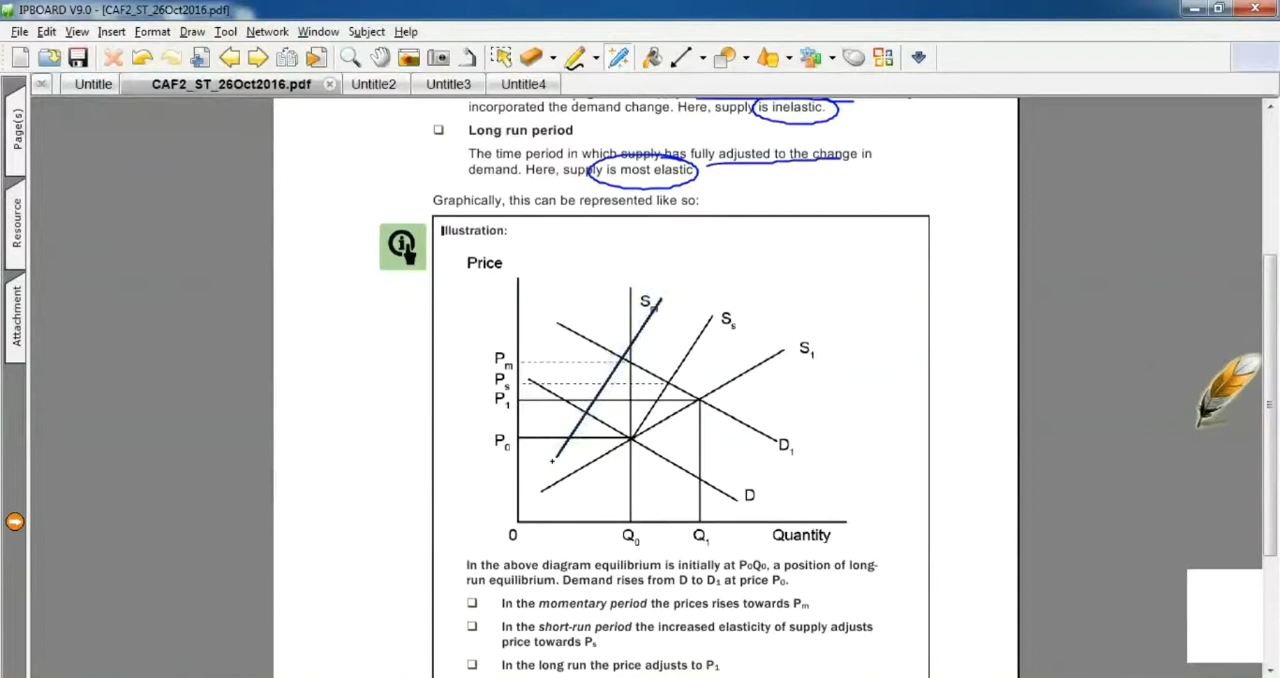 IPBOARD V9.0 - [CAF2_ST_26Oct2016.pdf]
File Edit View Insert Format Draw Tool Network Window Subject Help
Untitle CAF2_ST_26Oct2016.pdf Untitle2 Untitle3 Untitle4
Page(s)
Resource
Attachment
incorporated the demand change. Here, supply is inelastic.
❑ Long run period
The time period in which supply has fully adjusted to the change in
demand. Here, supply is most elastic
Graphically, this can be represented like so:
Illustration:
Price
Sₘ
Sₛ
S₁
Pₘ
Pₛ
P₁
P₀
D₁
D
0 Q₀ Q₁ Quantity
In the above diagram equilibrium is initially at P₀Q₀, a position of long-
run equilibrium. Demand rises from D to D₁ at price P₀.
❑ In the momentary period the prices rises towards Pₘ
❑ In the short-run period the increased elasticity of supply adjusts
price towards Pₛ
❑ In the long run the price adjusts to P₁